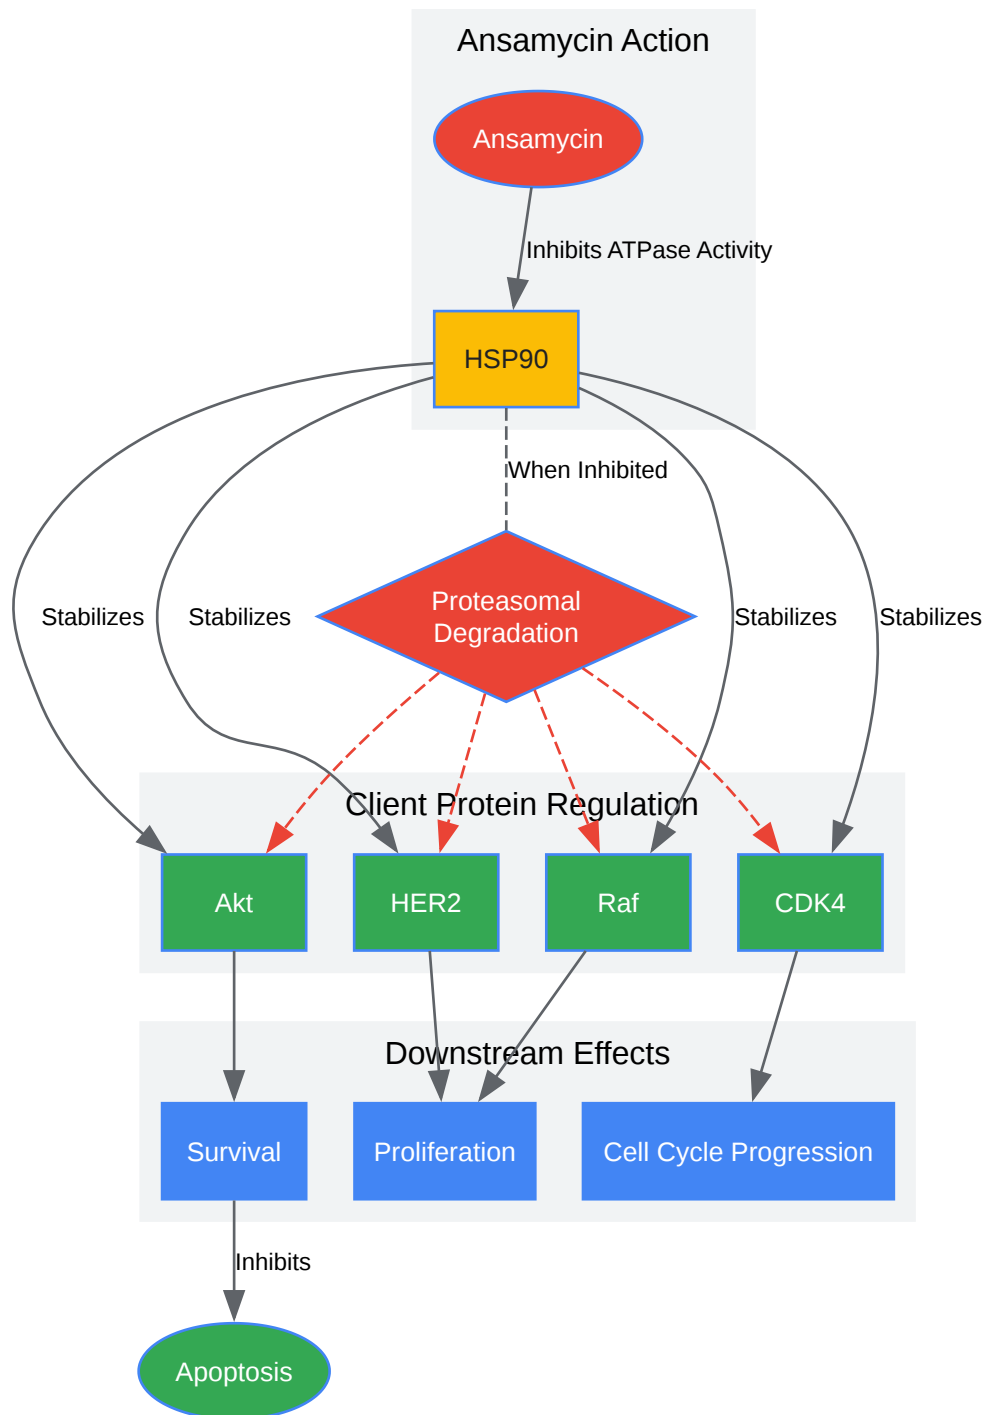 Ansamycin Action
Ansamycin
Inhibits ATPase Activity
HSP90
When Inhibited
Stabilizes
Stabilizes
Proteasomal
Degradation
Stabilizes
Stabilizes
Client Protein Regulation
Akt
HER2
Raf
CDK4
Downstream Effects
Survival
Proliferation
Cell Cycle Progression
Inhibits
Apoptosis